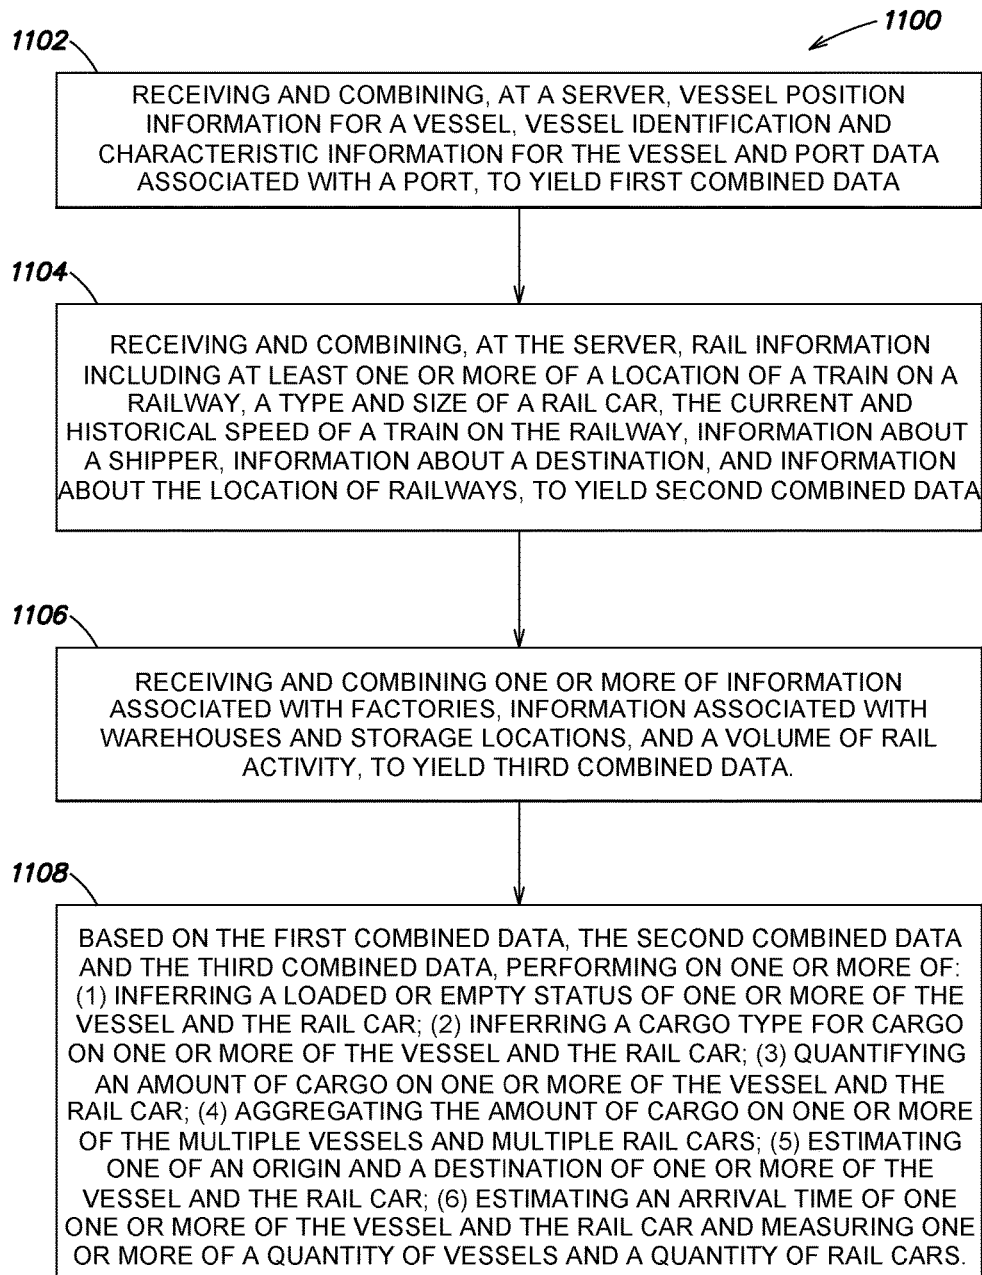 1100
1102
RECEIVING AND COMBINING, AT A SERVER, VESSEL POSITION
INFORMATION FOR A VESSEL, VESSEL IDENTIFICATION AND
CHARACTERISTIC INFORMATION FOR THE VESSEL AND PORT DATA
ASSOCIATED WITH A PORT, TO YIELD FIRST COMBINED DATA
1104
RECEIVING AND COMBINING, AT THE SERVER, RAIL INFORMATION
INCLUDING AT LEAST ONE OR MORE OF A LOCATION OF A TRAIN ON A
RAILWAY, A TYPE AND SIZE OF A RAIL CAR, THE CURRENT AND
HISTORICAL SPEED OF A TRAIN ON THE RAILWAY, INFORMATION ABOUT
A SHIPPER, INFORMATION ABOUT A DESTINATION, AND INFORMATION
ABOUT THE LOCATION OF RAILWAYS, TO YIELD SECOND COMBINED DATA
1106
RECEIVING AND COMBINING ONE OR MORE OF INFORMATION
ASSOCIATED WITH FACTORIES, INFORMATION ASSOCIATED WITH
WAREHOUSES AND STORAGE LOCATIONS, AND A VOLUME OF RAIL
ACTIVITY, TO YIELD THIRD COMBINED DATA.
1108
BASED ON THE FIRST COMBINED DATA, THE SECOND COMBINED DATA
AND THE THIRD COMBINED DATA, PERFORMING ON ONE OR MORE OF:
(1) INFERRING A LOADED OR EMPTY STATUS OF ONE OR MORE OF THE
VESSEL AND THE RAIL CAR; (2) INFERRING A CARGO TYPE FOR CARGO
ON ONE OR MORE OF THE VESSEL AND THE RAIL CAR; (3) QUANTIFYING
AN AMOUNT OF CARGO ON ONE OR MORE OF THE VESSEL AND THE
RAIL CAR; (4) AGGREGATING THE AMOUNT OF CARGO ON ONE OR MORE
OF THE MULTIPLE VESSELS AND MULTIPLE RAIL CARS; (5) ESTIMATING
ONE OF AN ORIGIN AND A DESTINATION OF ONE OR MORE OF THE
VESSEL AND THE RAIL CAR; (6) ESTIMATING AN ARRIVAL TIME OF ONE
ONE OR MORE OF THE VESSEL AND THE RAIL CAR AND MEASURING ONE
OR MORE OF A QUANTITY OF VESSELS AND A QUANTITY OF RAIL CARS.